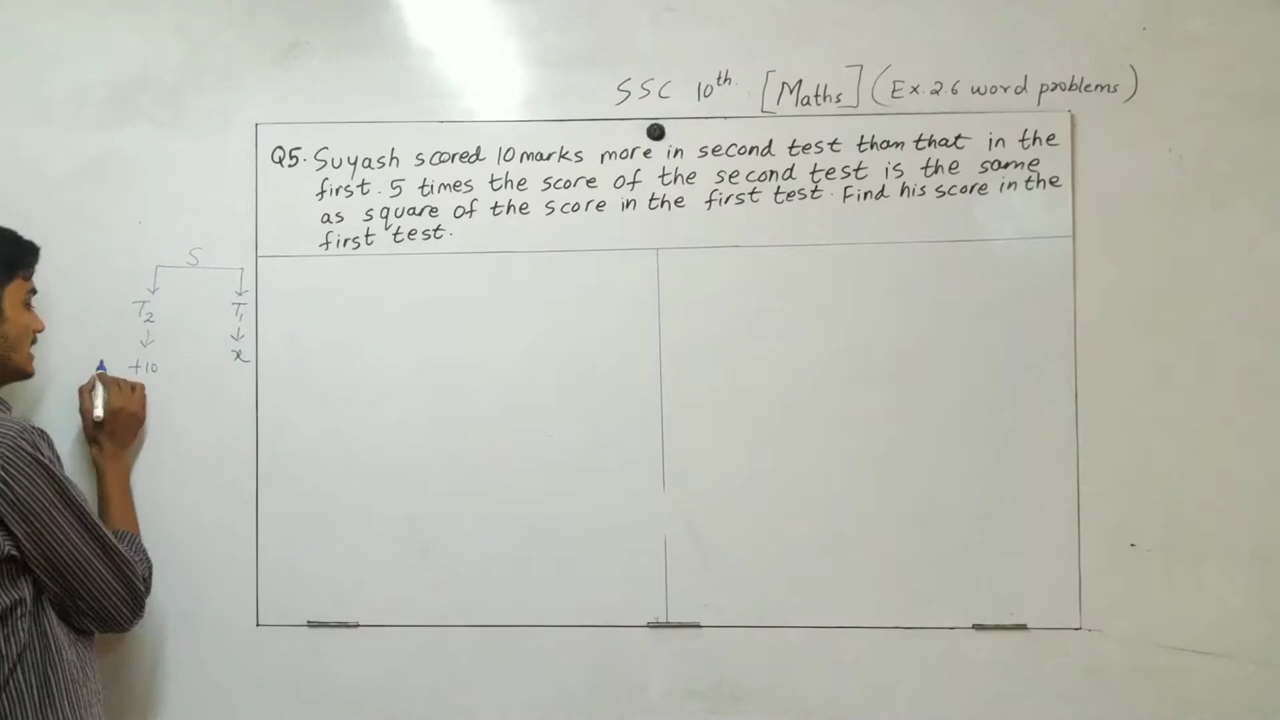 SSC 10th. [Maths] (Ex. 2.6 word problems)
Q5. Suyash scored 10 marks more in second test than that in the
first. 5 times the score of the second test is the same
as square of the score in the first test. Find his score in the
first test.
S
T2 T1
+10 x